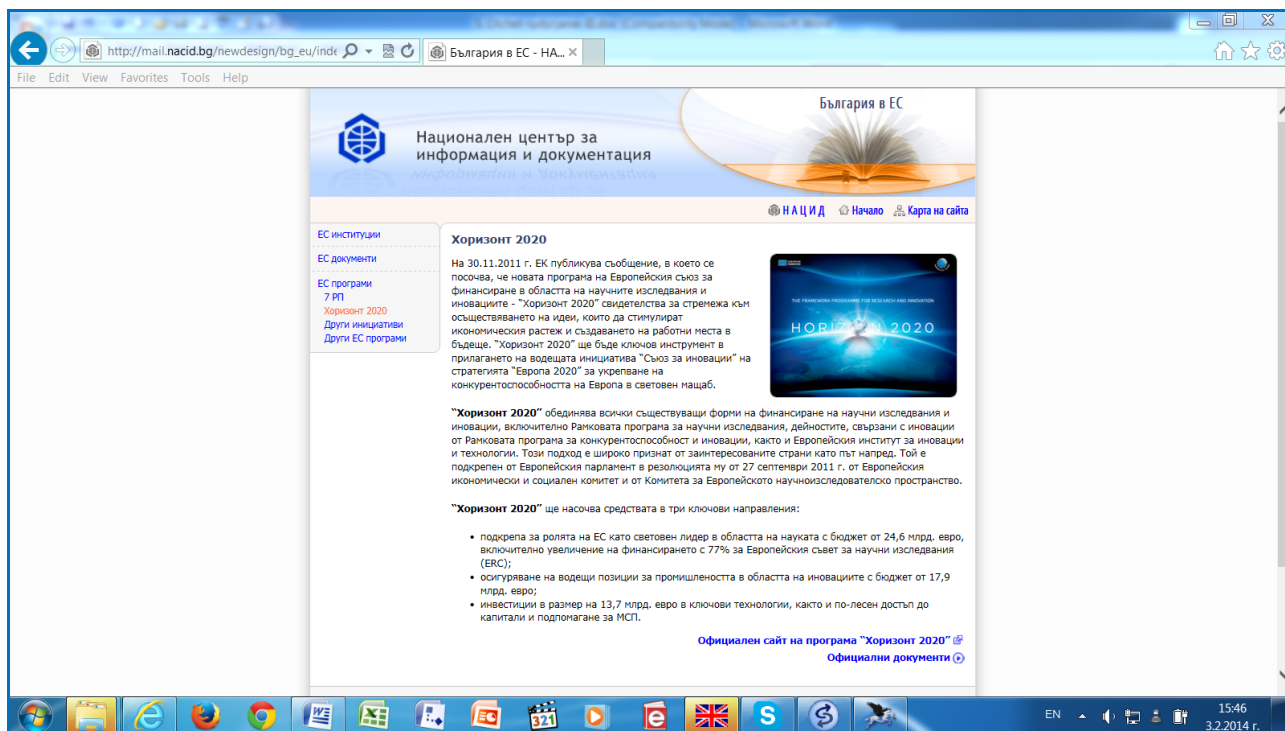 5. Otchet
(Compatibility Mode) - Microsoft Word
http://mail.nacid.bg/newdesign/bg_eu/inde
България в ЕС - НА...
File Edit View Favorites Tools Help
България в ЕС
Национален център за
информация и документация
НАЦИД Начало Карта на сайта
ЕС институции
ЕС документи
ЕС програми
7 РП
Хоризонт 2020
Други инициативи
Други ЕС програми
Хоризонт 2020
На 30.11.2011 г. ЕК публикува съобщение, в което се
посочва, че новата програма на Европейския съюз за
финансиране в областта на научните изследвания и
иновациите - "Хоризонт 2020" свидетелства за стремежа към
осъществяването на идеи, които да стимулират
икономическия растеж и създаването на работни места в
бъдеще. "Хоризонт 2020" ще бъде ключов инструмент в
прилагането на водещата инициатива "Съюз за иновации" на
стратегията "Европа 2020" за укрепване на
конкурентоспособността на Европа в световен мащаб.
THE FRAMEWORK PROGRAMME FOR RESEARCH AND INNOVATION
HORIZON 2020
"Хоризонт 2020" обединява всички съществуващи форми на финансиране на научни изследвания и
иновации, включително Рамковата програма за научни изследвания, дейностите, свързани с иновации
от Рамковата програма за конкурентоспособност и иновации, както и Европейския институт за иновации
и технологии. Този подход е широко признат от заинтересованите страни като път напред. Той е
подкрепен от Европейския парламент в резолюцията му от 27 септември 2011 г. от Европейския
икономически и социален комитет и от Комитета за Европейското научноизследователско пространство.
"Хоризонт 2020" ще насочва средствата в три ключови направления:
• подкрепа за ролята на ЕС като световен лидер в областта на науката с бюджет от 24,6 млрд. евро,
включително увеличение на финансирането с 77% за Европейския съвет за научни изследвания
(ERC);
• осигуряване на водещи позиции за промишлеността в областта на иновациите с бюджет от 17,9
млрд. евро;
• инвестиции в размер на 13,7 млрд. евро в ключови технологии, както и по-лесен достъп до
капитали и подпомагане за МСП.
Официален сайт на програма "Хоризонт 2020"
Официални документи
321
EN
15:46
3.2.2014 г.